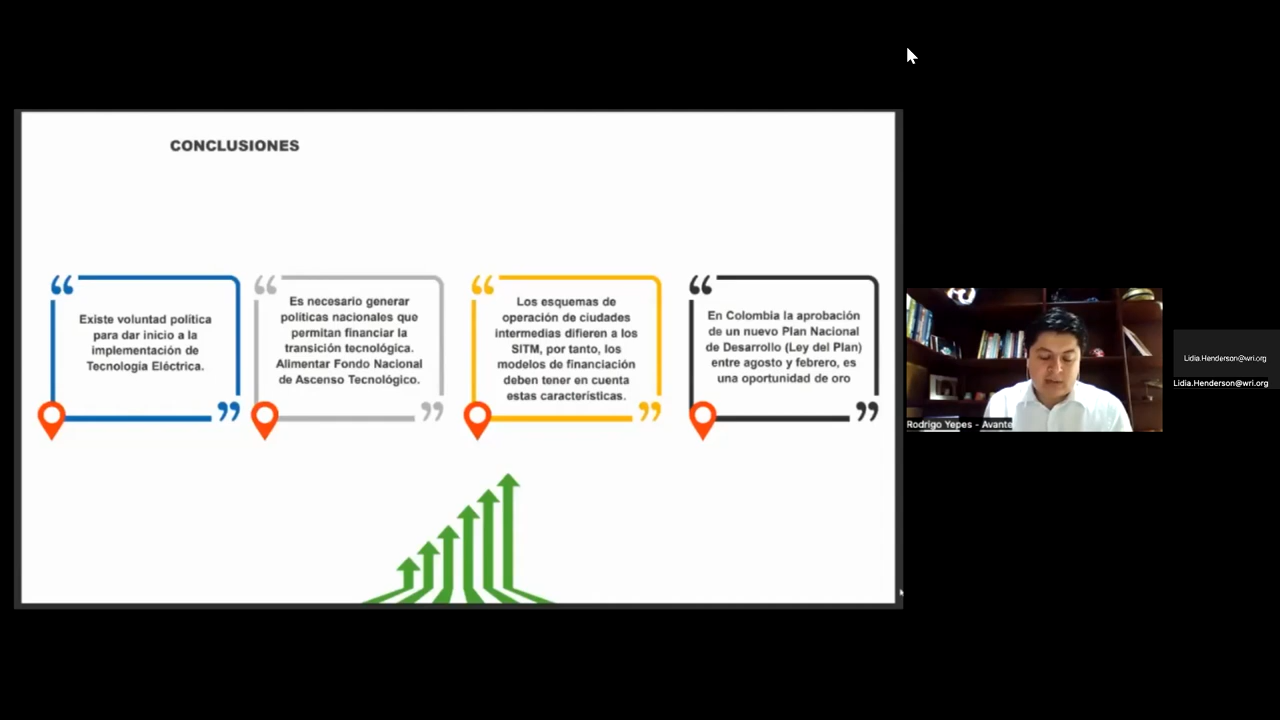 CONCLUSIONES
Existe voluntad política
para dar inicio a la
implementación de
Tecnología Eléctrica.
Es necesario generar
políticas nacionales que
permitan financiar la
transición tecnológica.
Alimentar Fondo Nacional
de Ascenso Tecnológico.
Los esquemas de
operación de ciudades
intermedias difieren a los
SITM, por tanto, los
modelos de financiación
deben tener en cuenta
estas características.
En Colombia la aprobación
de un nuevo Plan Nacional
de Desarrollo (Ley del Plan)
entre agosto y febrero, es
una oportunidad de oro
Rodrigo Yepes - Avante
Lidia.Henderson@wri.org
Lidia.Henderson@wri.org